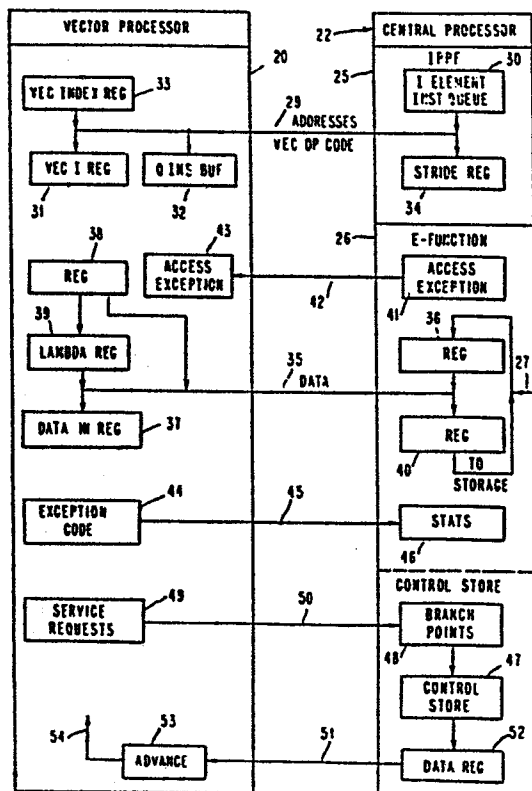 VECTOR PROCESSOR
22
CENTRAL PROCESSOR
20
25
IPPF
30
I ELEMENT
INST QUEUE
VEC INDEX REG
33
29
ADDRESSES
VEC OP CODE
VEC I REG
31
Q INS BUF
32
STRIDE REG
34
26
E-FUNCTION
38
REG
43
ACCESS
EXCEPTION
42
ACCESS
EXCEPTION
41
39
LAMBDA REG
36
REG
27
35
DATA
DATA IN REG
37
REG
40
TO
STORAGE
EXCEPTION
CODE
44
45
STATS
46
CONTROL STORE
SERVICE
REQUESTS
49
50
BRANCH
POINTS
48
47
CONTROL
STORE
54
53
ADVANCE
51
52
DATA REG